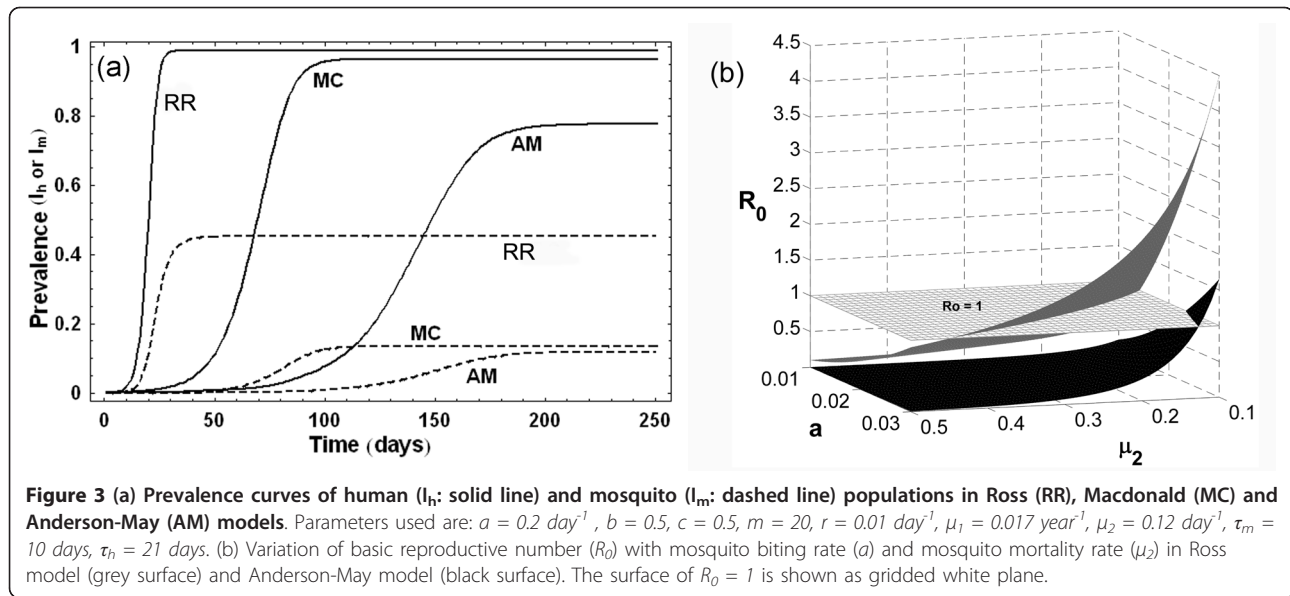 (a)
Prevalence (I_h or I_m)
1
0.8
0.6
0.4
0.2
0
RR
MC
AM
RR
MC
AM
0 50 100 150 200 250
Time (days)
(b)
R_0
4.5
4
3.5
3
2.5
2
1.5
1
0.5
Ro = 1
0.01
0.02
0.03
a
0.5
0.4
0.3
0.2
0.1
μ_2
Figure 3 (a) Prevalence curves of human (I_h: solid line) and mosquito (I_m: dashed line) populations in Ross (RR), Macdonald (MC) and
Anderson-May (AM) models. Parameters used are: a = 0.2 day^-1 , b = 0.5, c = 0.5, m = 20, r = 0.01 day^-1, μ_1 = 0.017 year^-1, μ_2 = 0.12 day^-1, τ_m =
10 days, τ_h = 21 days. (b) Variation of basic reproductive number (R_0) with mosquito biting rate (a) and mosquito mortality rate (μ_2) in Ross
model (grey surface) and Anderson-May model (black surface). The surface of R_0 = 1 is shown as gridded white plane.